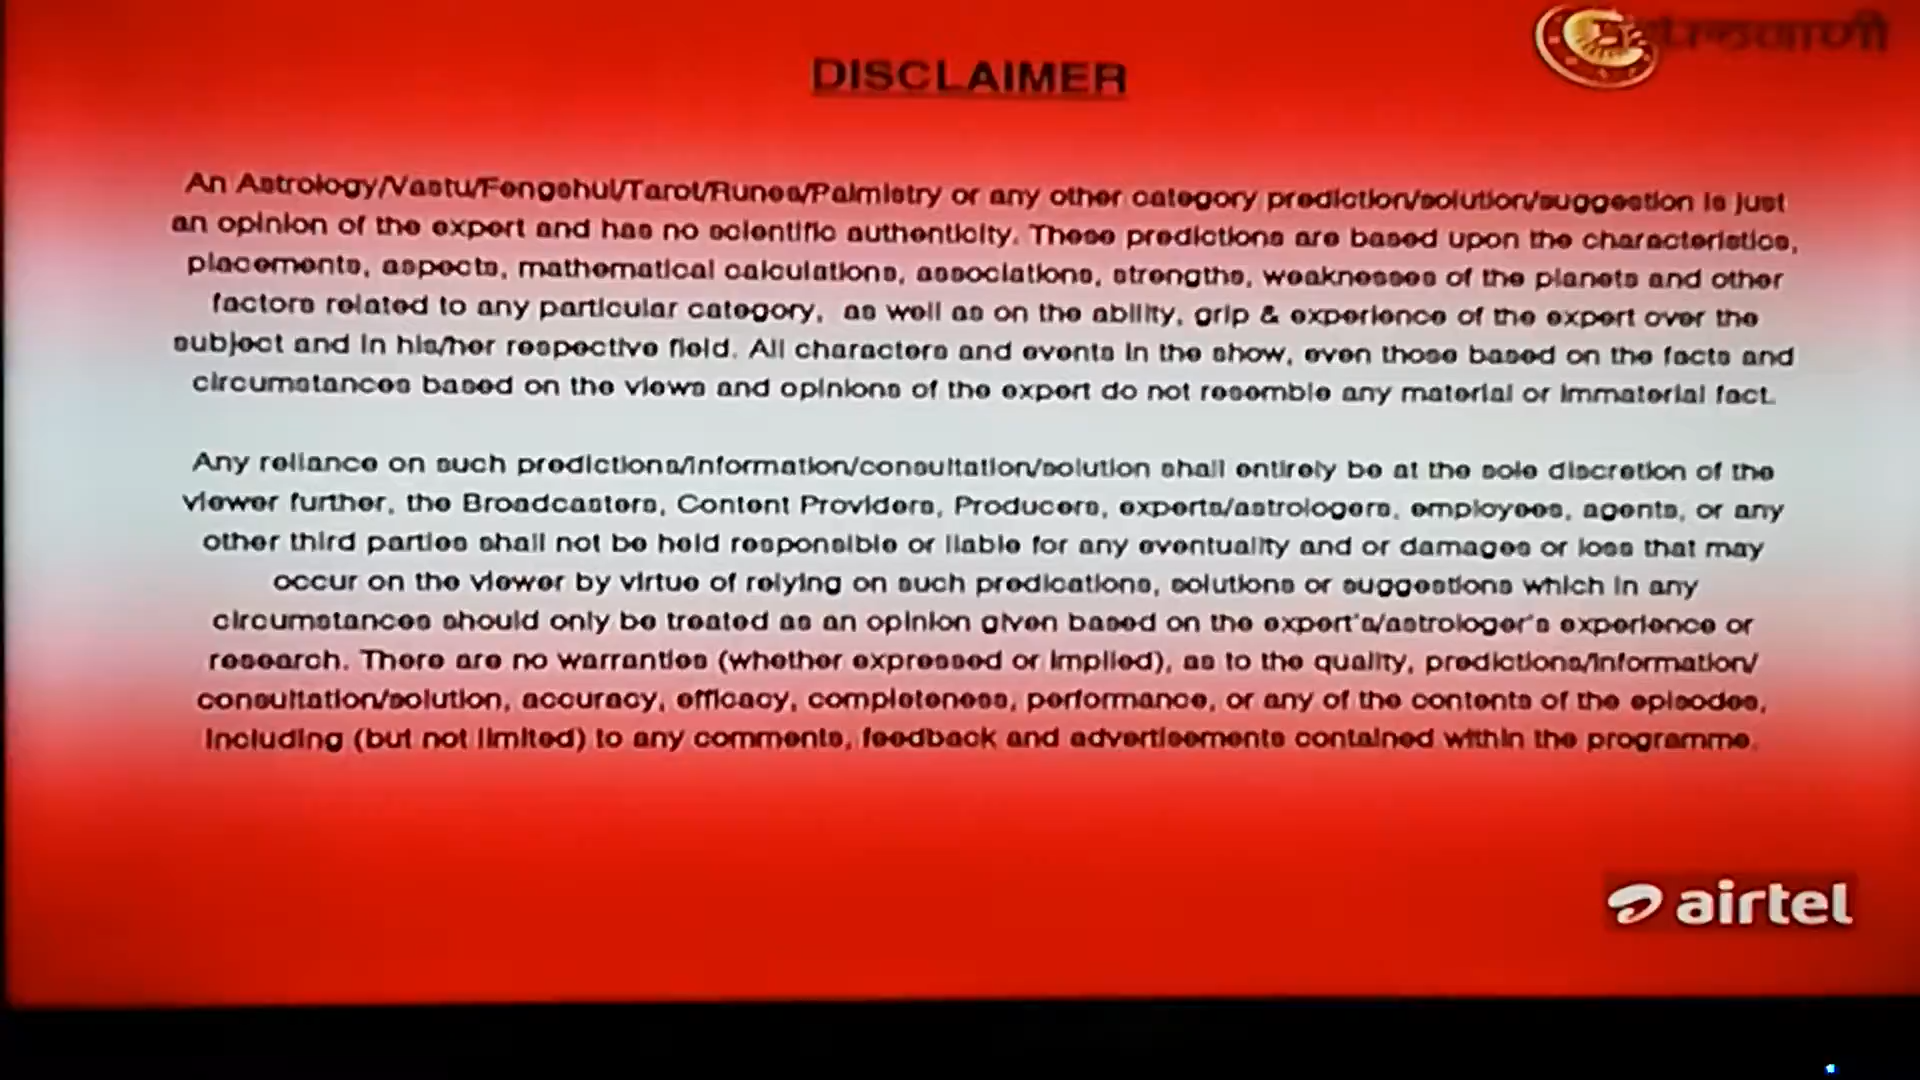 DISCLAIMER
An Astrology/Vastu/Fengshui/Tarot/Runes/Palmistry or any other category prediction/solution/suggestion is just
an opinion of the expert and has no scientific authenticity. These predictions are based upon the characteristics,
placements, aspects, mathematical calculations, associations, strengths, weaknesses of the planets and other
factors related to any particular category, as well as on the ability, grip & experience of the expert over the
subject and in his/her respective field. All characters and events in the show, even those based on the facts and
circumstances based on the views and opinions of the expert do not resemble any material or immaterial fact.
Any reliance on such predictions/information/consultation/solution shall entirely be at the sole discretion of the
viewer further, the Broadcasters, Content Providers, Producers, experts/astrologers, employees, agents, or any
other third parties shall not be held responsible or liable for any eventuality and or damages or loss that may
occur on the viewer by virtue of relying on such predications, solutions or suggestions which in any
circumstances should only be treated as an opinion given based on the expert's/astrologer's experience or
research. There are no warranties (whether expressed or implied), as to the quality, predictions/information/
consultation/solution, accuracy, efficacy, completeness, performance, or any of the contents of the episodes,
including (but not limited) to any comments, feedback and advertisements contained within the programme.
airtel